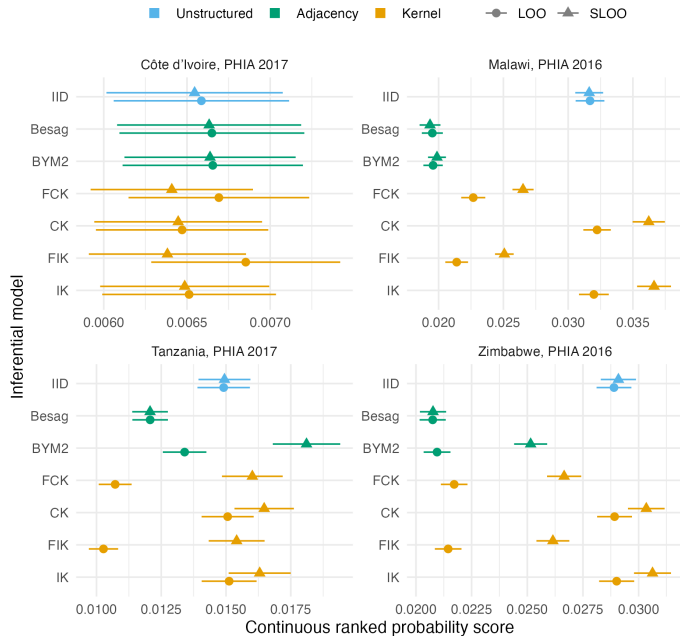 Unstructured Adjacency Kernel LOO SLOO
Côte d'Ivoire, PHIA 2017 Malawi, PHIA 2016
IID IID
Besag Besag
BYM2 BYM2
FCK FCK
CK CK
FIK FIK
IK IK
0.0060 0.0065 0.0070 0.020 0.025 0.030 0.035
Inferential model
Tanzania, PHIA 2017 Zimbabwe, PHIA 2016
IID IID
Besag Besag
BYM2 BYM2
FCK FCK
CK CK
FIK FIK
IK IK
0.0100 0.0125 0.0150 0.0175 0.0200 0.0225 0.0250 0.0275 0.0300
Continuous ranked probability score